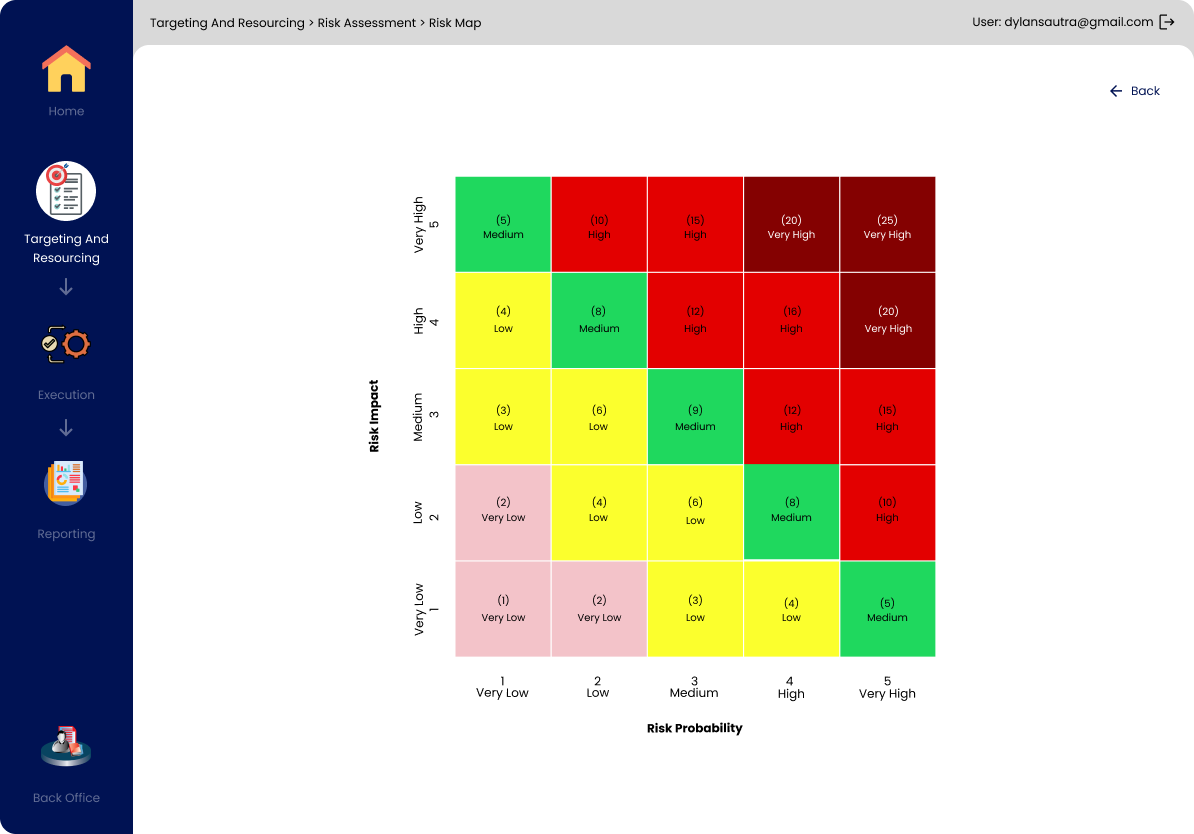 Targeting And Resourcing > Risk Assessment > Risk Map
User: dylansautra@gmail.com
Back
Home
Targeting And
Resourcing
Execution
Reporting
Back Office
Risk Impact
Very High
5
(5)
Medium
(10)
High
(15)
High
(20)
Very High
(25)
Very High
High
4
(4)
Low
(8)
Medium
(12)
High
(16)
High
(20)
Very High
Medium
3
(3)
Low
(6)
Low
(9)
Medium
(12)
High
(15)
High
Low
2
(2)
Very Low
(4)
Low
(6)
Low
(8)
Medium
(10)
High
Very Low
1
(1)
Very Low
(2)
Very Low
(3)
Low
(4)
Low
(5)
Medium
1
Very Low
2
Low
3
Medium
4
High
5
Very High
Risk Probability